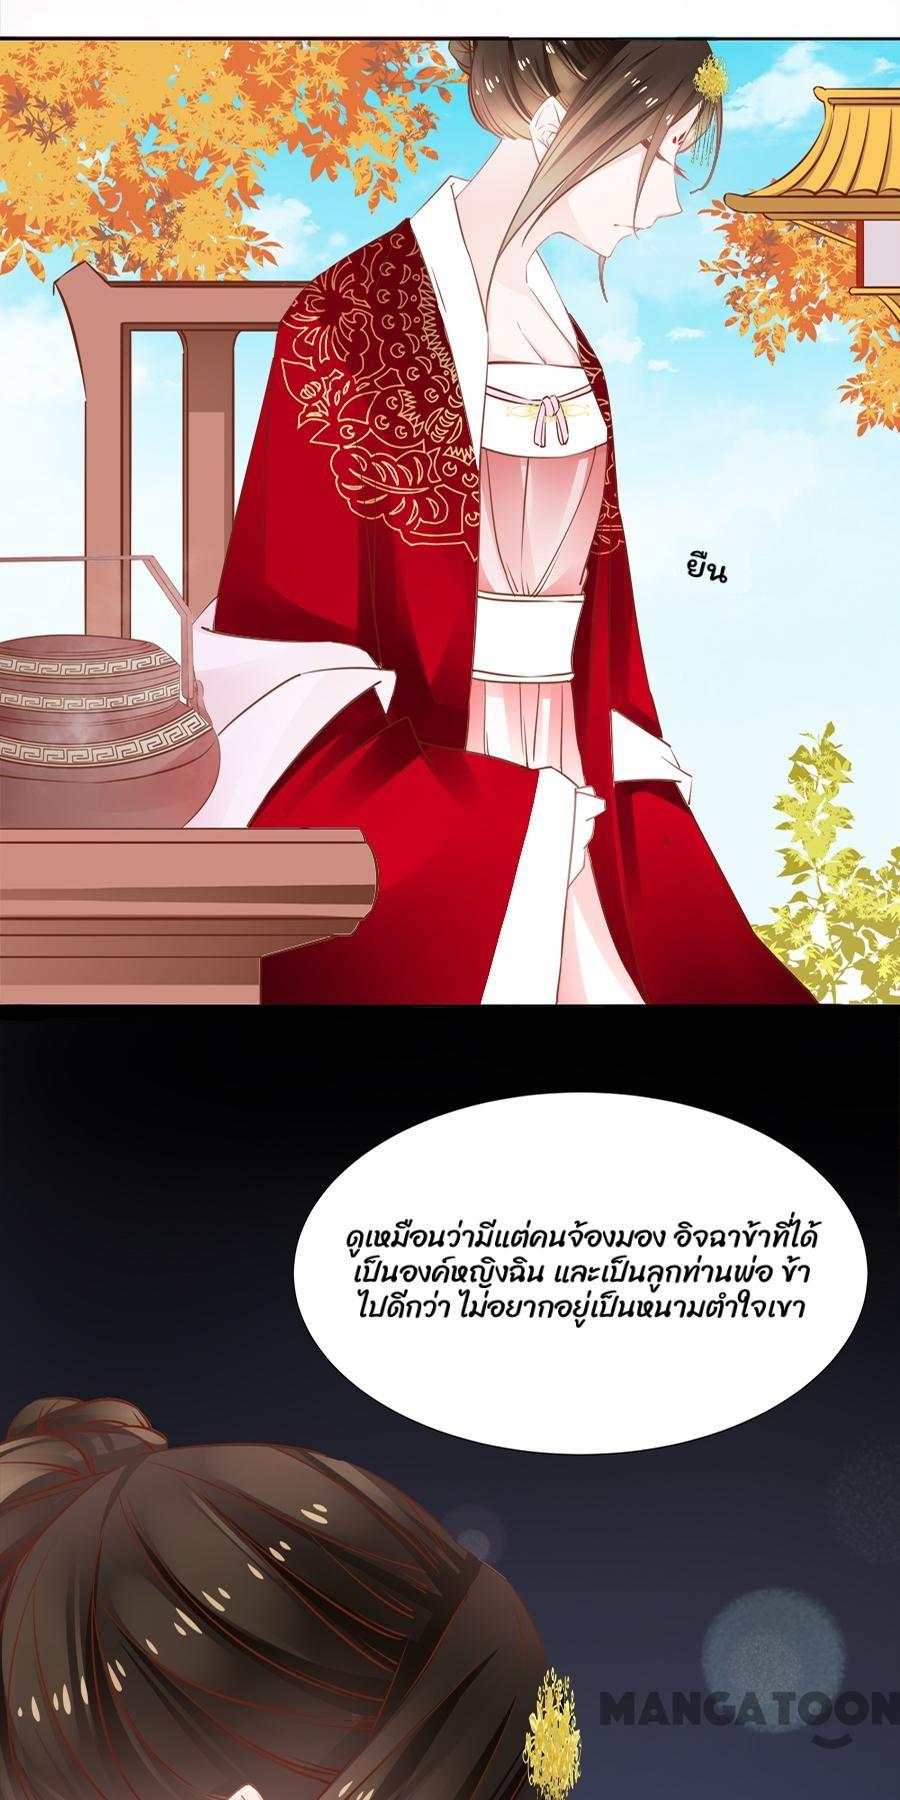 ยืน
ดูเหมือนว่ามีแต่คนจ้องมอง อิจฉาข้าที่ได้
เป็นองค์หญิงฉิน และเป็นลูกท่านพ่อ ข้า
ไปดีกว่า ไม่อยากอยู่เป็นหนามตำใจเขา
MANGATOON